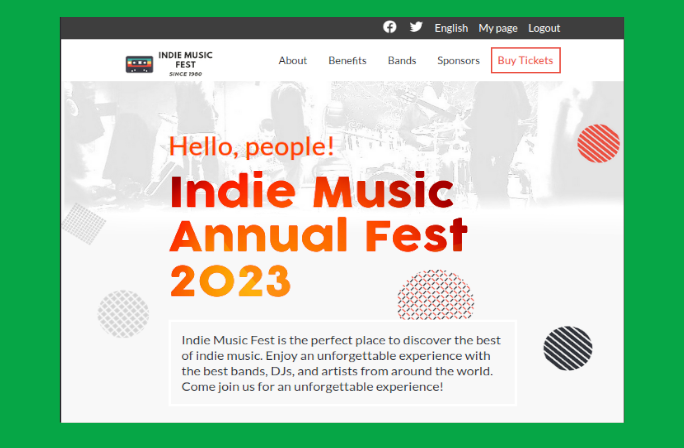 English My page Logout
INDIE MUSIC
FEST
SINCE 1960
About Benefits Bands Sponsors Buy Tickets
Hello, people!
Indie Music
Annual Fest
2023
Indie Music Fest is the perfect place to discover the best
of indie music. Enjoy an unforgettable experience with
the best bands, DJs, and artists from around the world.
Come join us for an unforgettable experience!